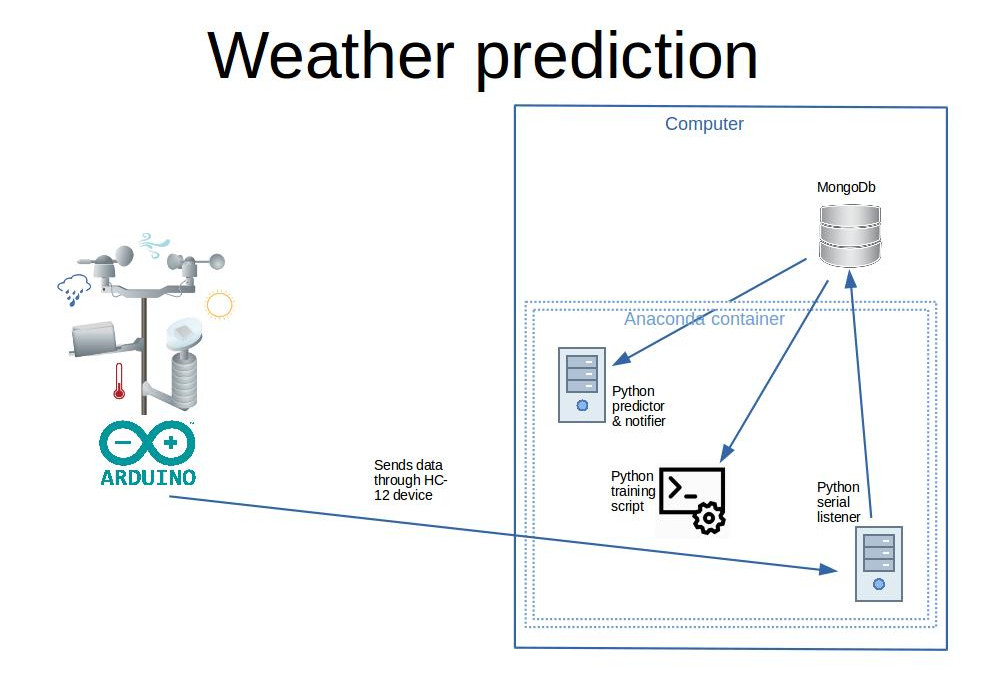 Weather prediction
Computer
MongoDb
Anaconda container
Python
predictor
& notifier
Python
training
script
Python
serial
listener
Sends data
through HC-
12 device
ARDUINO
>_